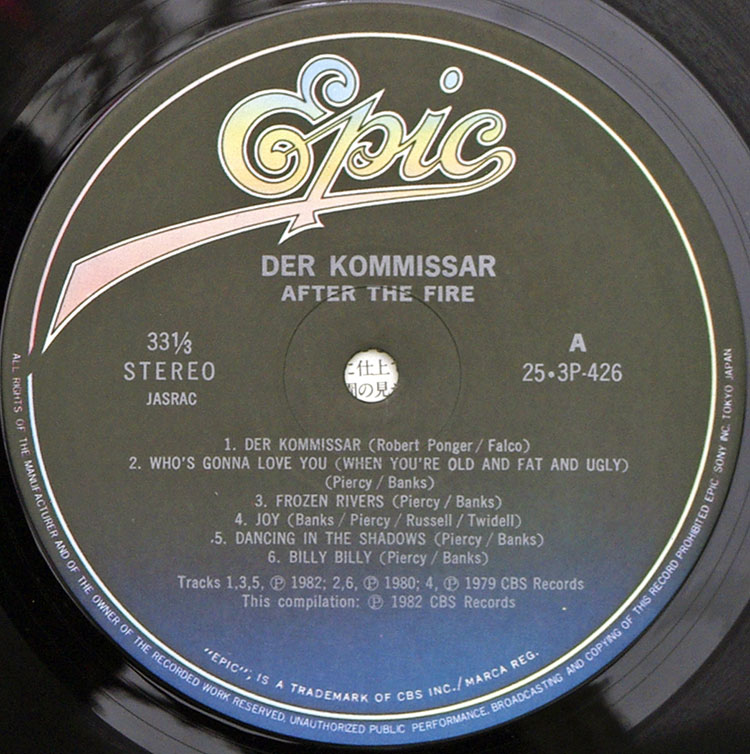 Epic
DER KOMMISSAR
AFTER THE FIRE
33⅓
STEREO
JASRAC
A
25•3P-426
に仕上
の見
1. DER KOMMISSAR (Robert Ponger / Falco)
2. WHO'S GONNA LOVE YOU (WHEN YOU'RE OLD AND FAT AND UGLY)
(Piercy / Banks)
3. FROZEN RIVERS (Piercy / Banks)
4. JOY (Banks / Piercy / Russell / Twidell)
5. DANCING IN THE SHADOWS (Piercy / Banks)
6. BILLY BILLY (Piercy / Banks)
Tracks 1,3,5, ℗ 1982; 2,6, ℗ 1980; 4, ℗ 1979 CBS Records
This compilation: ℗ 1982 CBS Records
"EPIC", IS A TRADEMARK OF CBS INC./MARCA REG.
ALL RIGHTS OF THE MANUFACTURER AND OF THE OWNER OF THE RECORDED WORK RESERVED. UNAUTHORIZED PUBLIC PERFORMANCE, BROADCASTING AND COPYING OF THIS RECORD PROHIBITED EPIC SONY INC. TOKYO JAPAN